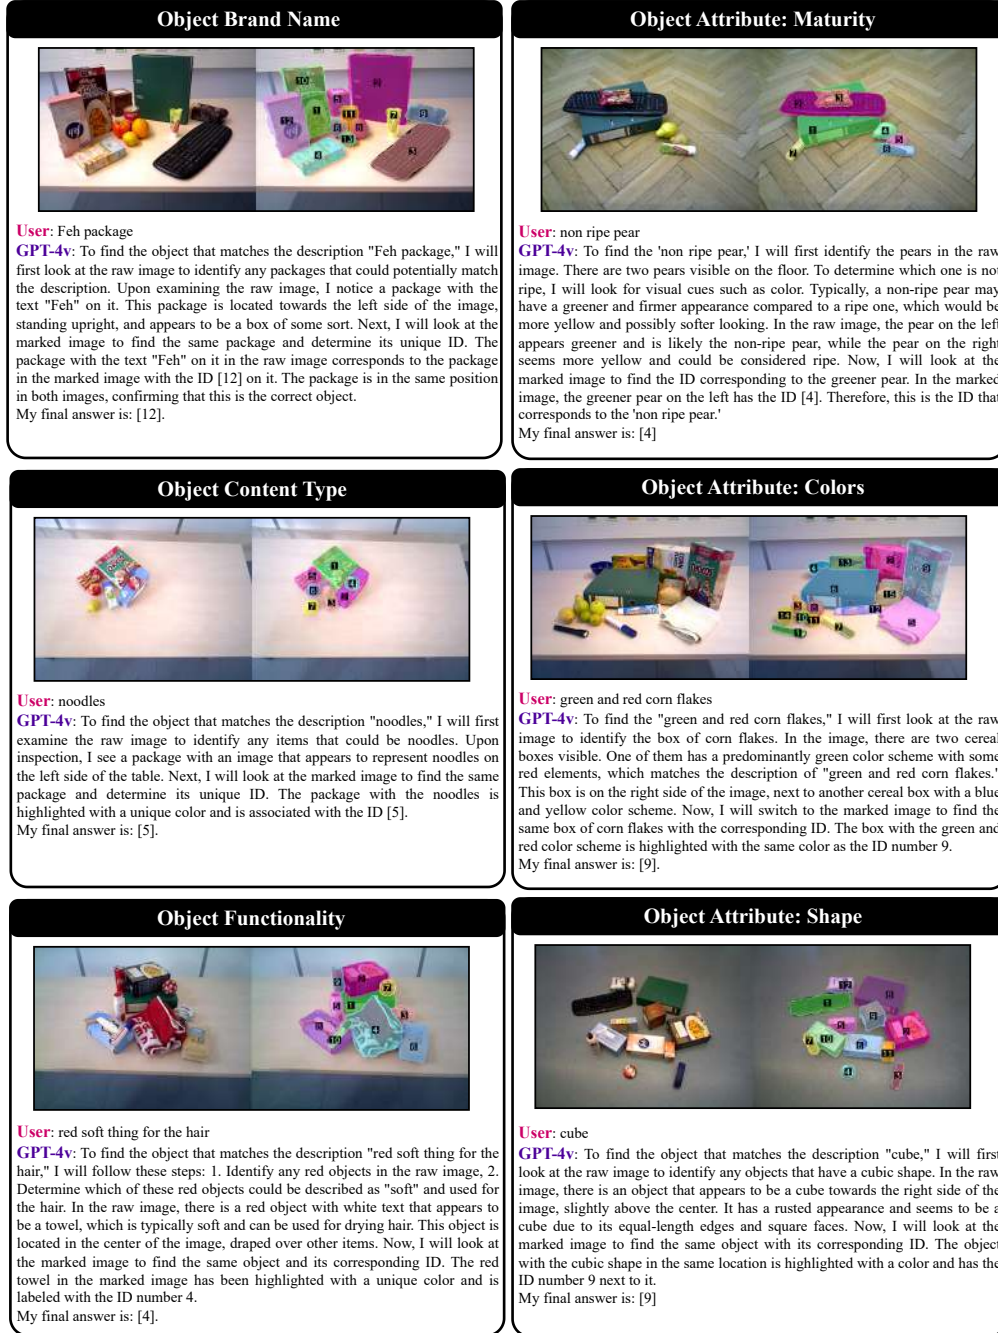 Object Brand Name
User: Feh package
GPT-4v: To find the object that matches the description "Feh package," I will
first look at the raw image to identify any packages that could potentially match
the description. Upon examining the raw image, I notice a package with the
text "Feh" on it. This package is located towards the left side of the image,
standing upright, and appears to be a box of some sort. Next, I will look at the
marked image to find the same package and determine its unique ID. The
package with the text "Feh" on it in the raw image corresponds to the package
in the marked image with the ID [12] on it. The package is in the same position
in both images, confirming that this is the correct object.
My final answer is: [12].
Object Attribute: Maturity
User: non ripe pear
GPT-4v: To find the 'non ripe pear,' I will first identify the pears in the raw
image. There are two pears visible on the floor. To determine which one is not
ripe, I will look for visual cues such as color. Typically, a non-ripe pear may
have a greener and firmer appearance compared to a ripe one, which would be
more yellow and possibly softer looking. In the raw image, the pear on the left
appears greener and is likely the non-ripe pear, while the pear on the right
seems more yellow and could be considered ripe. Now, I will look at the
marked image to find the ID corresponding to the greener pear. In the marked
image, the greener pear on the left has the ID [4]. Therefore, this is the ID that
corresponds to the 'non ripe pear.'
My final answer is: [4]
Object Content Type
User: noodles
GPT-4v: To find the object that matches the description "noodles," I will first
examine the raw image to identify any items that could be noodles. Upon
inspection, I see a package with an image that appears to represent noodles on
the left side of the table. Next, I will look at the marked image to find the same
package and determine its unique ID. The package with the noodles is
highlighted with a unique color and is associated with the ID [5].
My final answer is: [5].
Object Attribute: Colors
User: green and red corn flakes
GPT-4v: To find the "green and red corn flakes," I will first look at the raw
image to identify the box of corn flakes. In the image, there are two cereal
boxes visible. One of them has a predominantly green color scheme with some
red elements, which matches the description of "green and red corn flakes."
This box is on the right side of the image, next to another cereal box with a blue
and yellow color scheme. Now, I will switch to the marked image to find the
same box of corn flakes with the corresponding ID. The box with the green and
red color scheme is highlighted with the same color as the ID number 9.
My final answer is: [9].
Object Functionality
User: red soft thing for the hair
GPT-4v: To find the object that matches the description "red soft thing for the
hair," I will follow these steps: 1. Identify any red objects in the raw image, 2.
Determine which of these red objects could be described as "soft" and used for
the hair. In the raw image, there is a red object with white text that appears to
be a towel, which is typically soft and can be used for drying hair. This object is
located in the center of the image, draped over other items. Now, I will look at
the marked image to find the same object and its corresponding ID. The red
towel in the marked image has been highlighted with a unique color and is
labeled with the ID number 4.
My final answer is: [4].
Object Attribute: Shape
User: cube
GPT-4v: To find the object that matches the description "cube," I will first
look at the raw image to identify any objects that have a cubic shape. In the raw
image, there is an object that appears to be a cube towards the right side of the
image, slightly above the center. It has a rusted appearance and seems to be a
cube due to its equal-length edges and square faces. Now, I will look at the
marked image to find the same object with its corresponding ID. The object
with the cubic shape in the same location is highlighted with a color and has the
ID number 9 next to it.
My final answer is: [9]